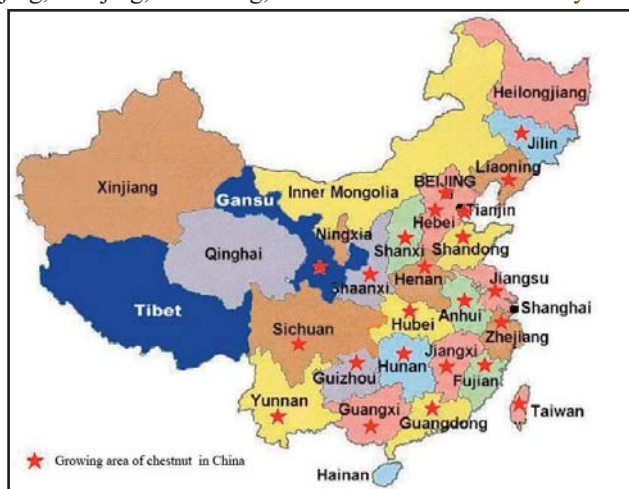 Heilongjiang
Jilin
Liaoning
Xinjiang
Gansu
Inner Mongolia
BEIJING
Tianjin
Hebei
Ningxia
Qinghai
Shanxi
Shandong
Shaanxi
Henan
Jiangsu
Tibet
Anhui
Shanghai
Sichuan
Hubei
Zhejiang
Hunan
Jiangxi
Guizhou
Fujian
Yunnan
Guangxi
Guangdong
Taiwan
Growing area of chestnut in China
Hainan